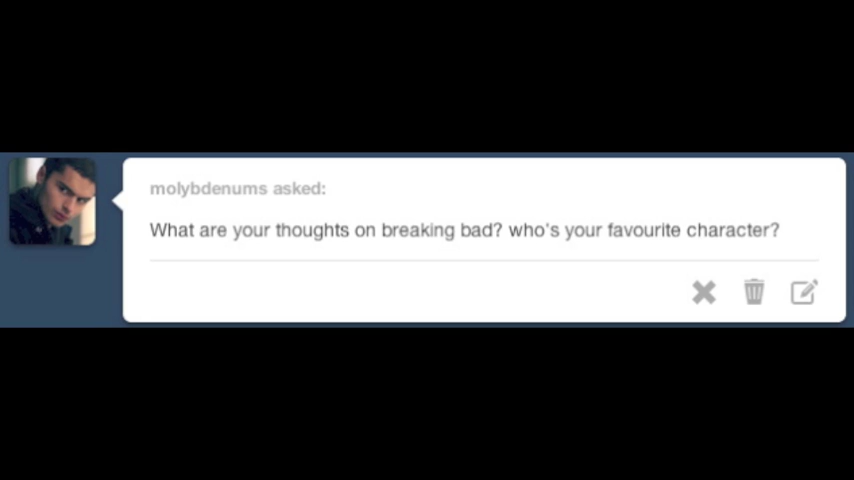 molybdenums asked:
What are your thoughts on breaking bad? who's your favourite character?